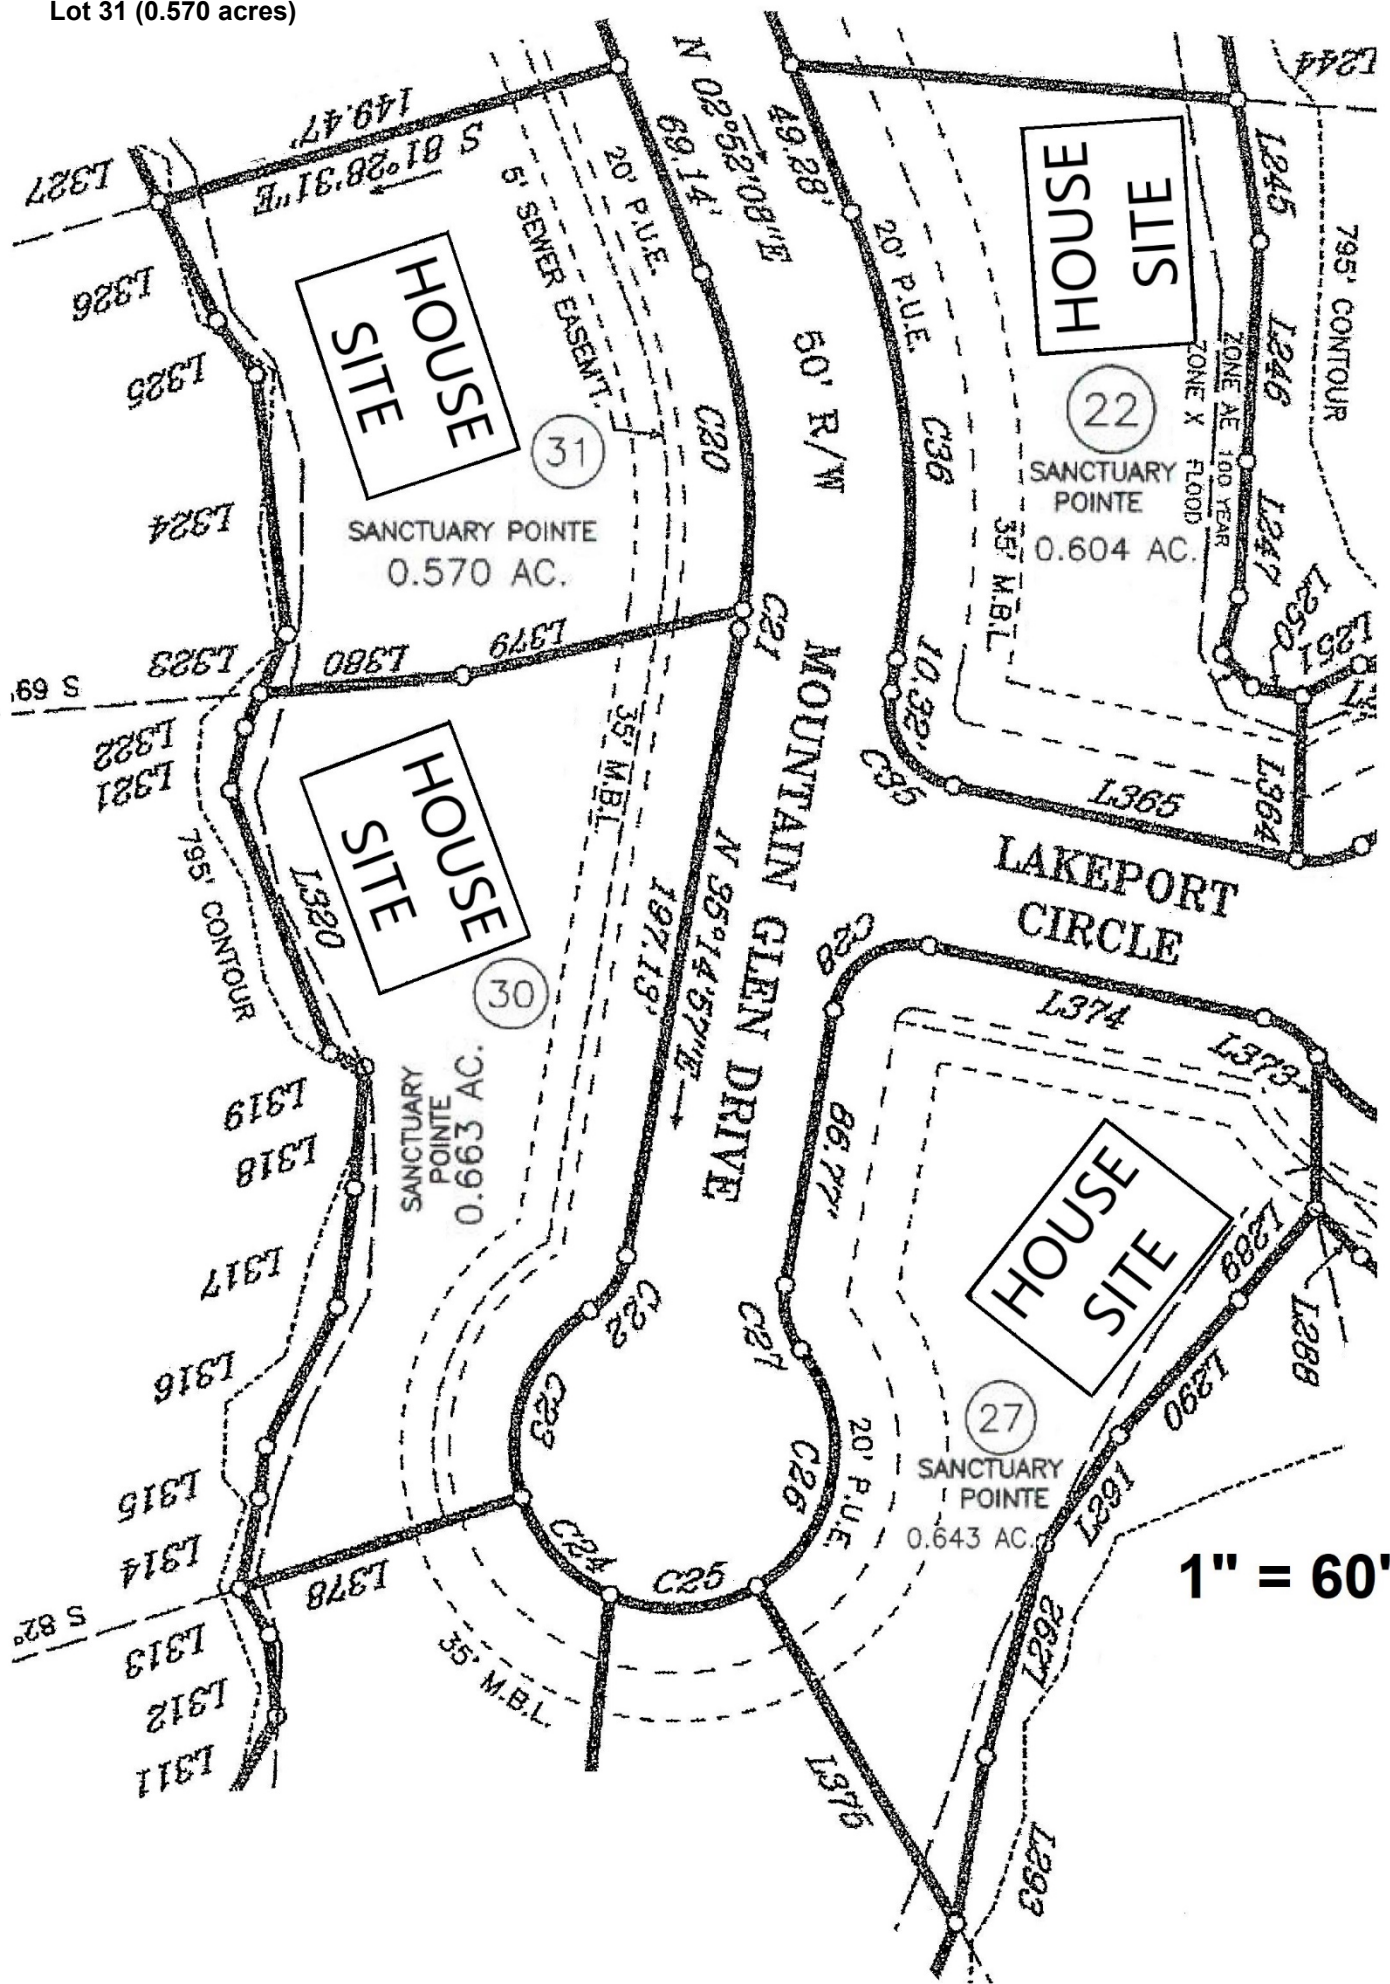 Lot 31 (0.570 acres)
L327
149.47'
S 81°28'31"E
L326
L325
L324
L323
5' SEWER EASEM'T.
20' P.U.E.
69.14'
N 02°52'08"E
49.28'
20' P.U.E.
HOUSE
SITE
31
SANCTUARY POINTE
0.570 AC.
C20
50' R/W
C36
HOUSE
SITE
22
SANCTUARY
POINTE
0.604 AC.
ZONE X
FLOOD
ZONE AE 100 YEAR
L244
L245
L246
L247
795' CONTOUR
L250
L251
35' M.B.L
S 69°
L380
L379
C21
10.32'
C35
L365
L364
L322
L321
795' CONTOUR
L320
HOUSE
SITE
30
SANCTUARY
POINTE
0.663 AC.
35' M.B.L.
197.13'
N 35°14'57"E
MOUNTAIN GLEN DRIVE
LAKEPORT
CIRCLE
C28
L374
L373
86.77'
L319
L318
L317
L316
L315
L314
S 82°
L313
L312
L311
L378
C22
C23
C24
C25
C26
C27
20' P.U.E.
35' M.B.L.
HOUSE
SITE
27
SANCTUARY
POINTE
0.643 AC.
L289
L288
L290
L291
L292
L293
L375
1" = 60'